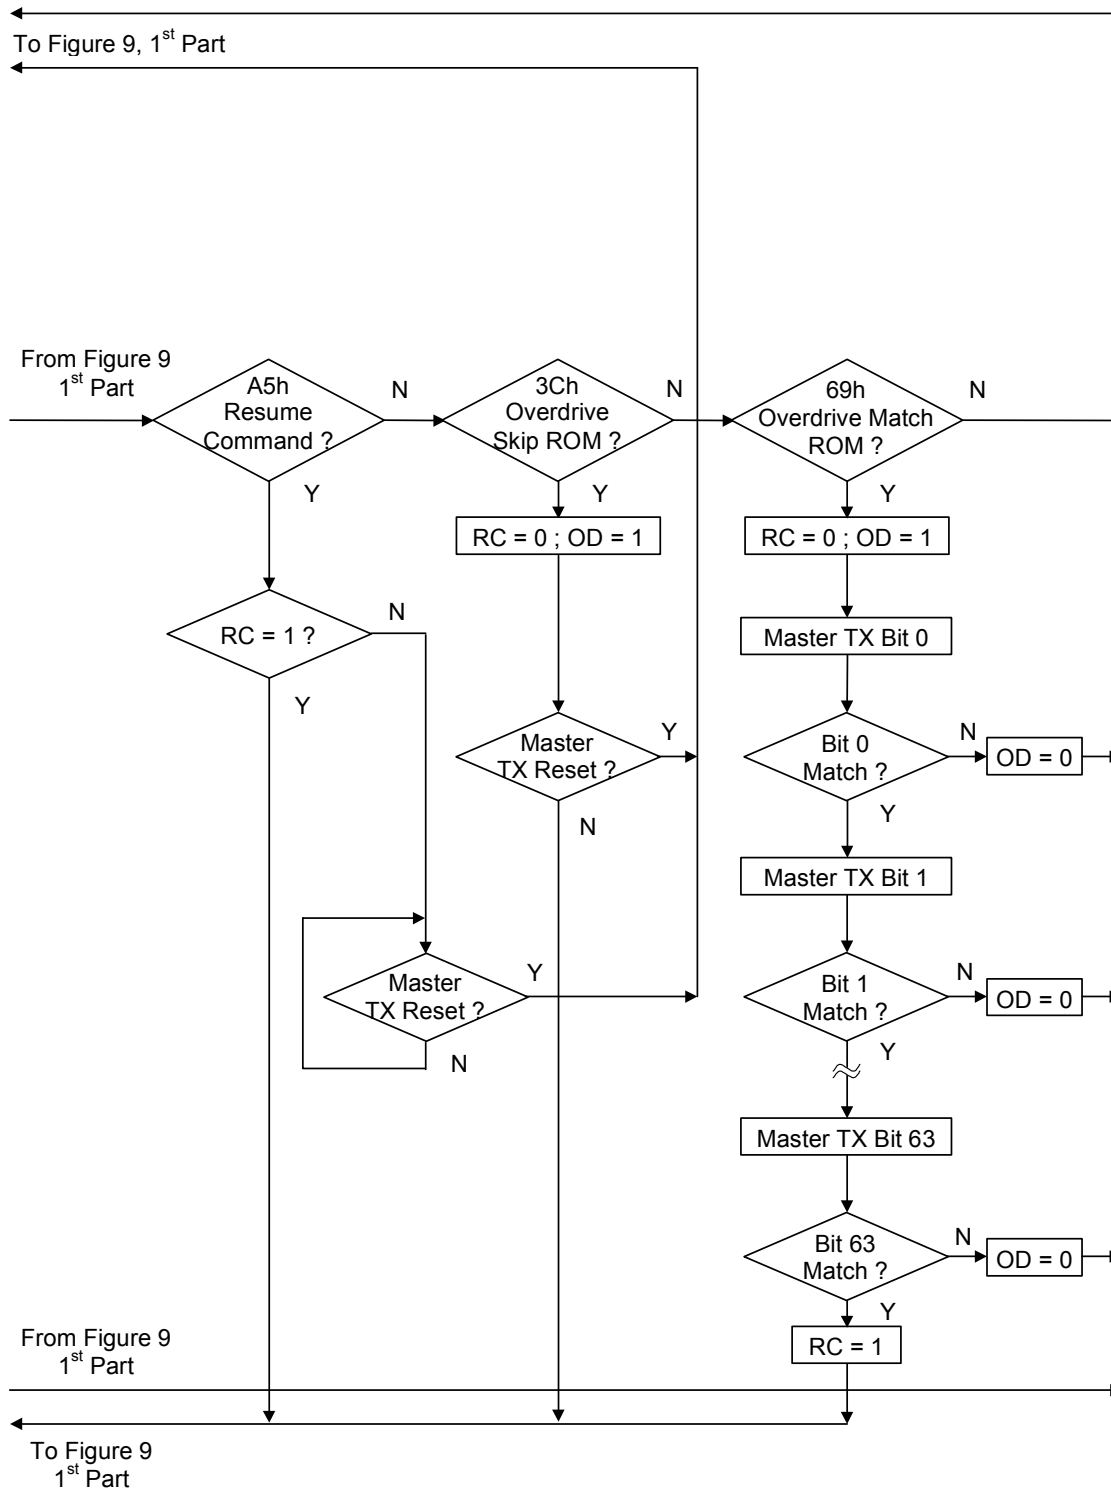 To Figure 9, 1st Part
From Figure 9
1st Part
A5h
Resume
Command ?
N
Y
3Ch
Overdrive
Skip ROM ?
N
Y
69h
Overdrive Match
ROM ?
N
Y
RC = 0 ; OD = 1
RC = 0 ; OD = 1
RC = 1 ?
N
Y
Master TX Bit 0
Master
TX Reset ?
Y
N
Bit 0
Match ?
N
OD = 0
Y
Master TX Bit 1
Master
TX Reset ?
Y
N
Bit 1
Match ?
N
OD = 0
Y
Master TX Bit 63
Bit 63
Match ?
N
OD = 0
Y
RC = 1
From Figure 9
1st Part
To Figure 9
1st Part